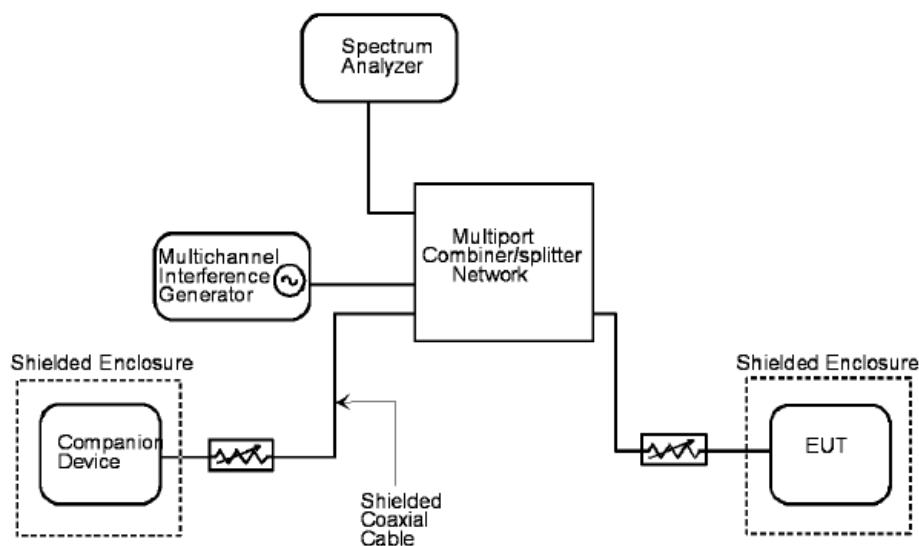 Spectrum
Analyzer
Multiport
Combiner/splitter
Network
Multichannel
Interference
Generator
Shielded Enclosure
Companion
Device
Shielded
Coaxial
Cable
Shielded Enclosure
EUT